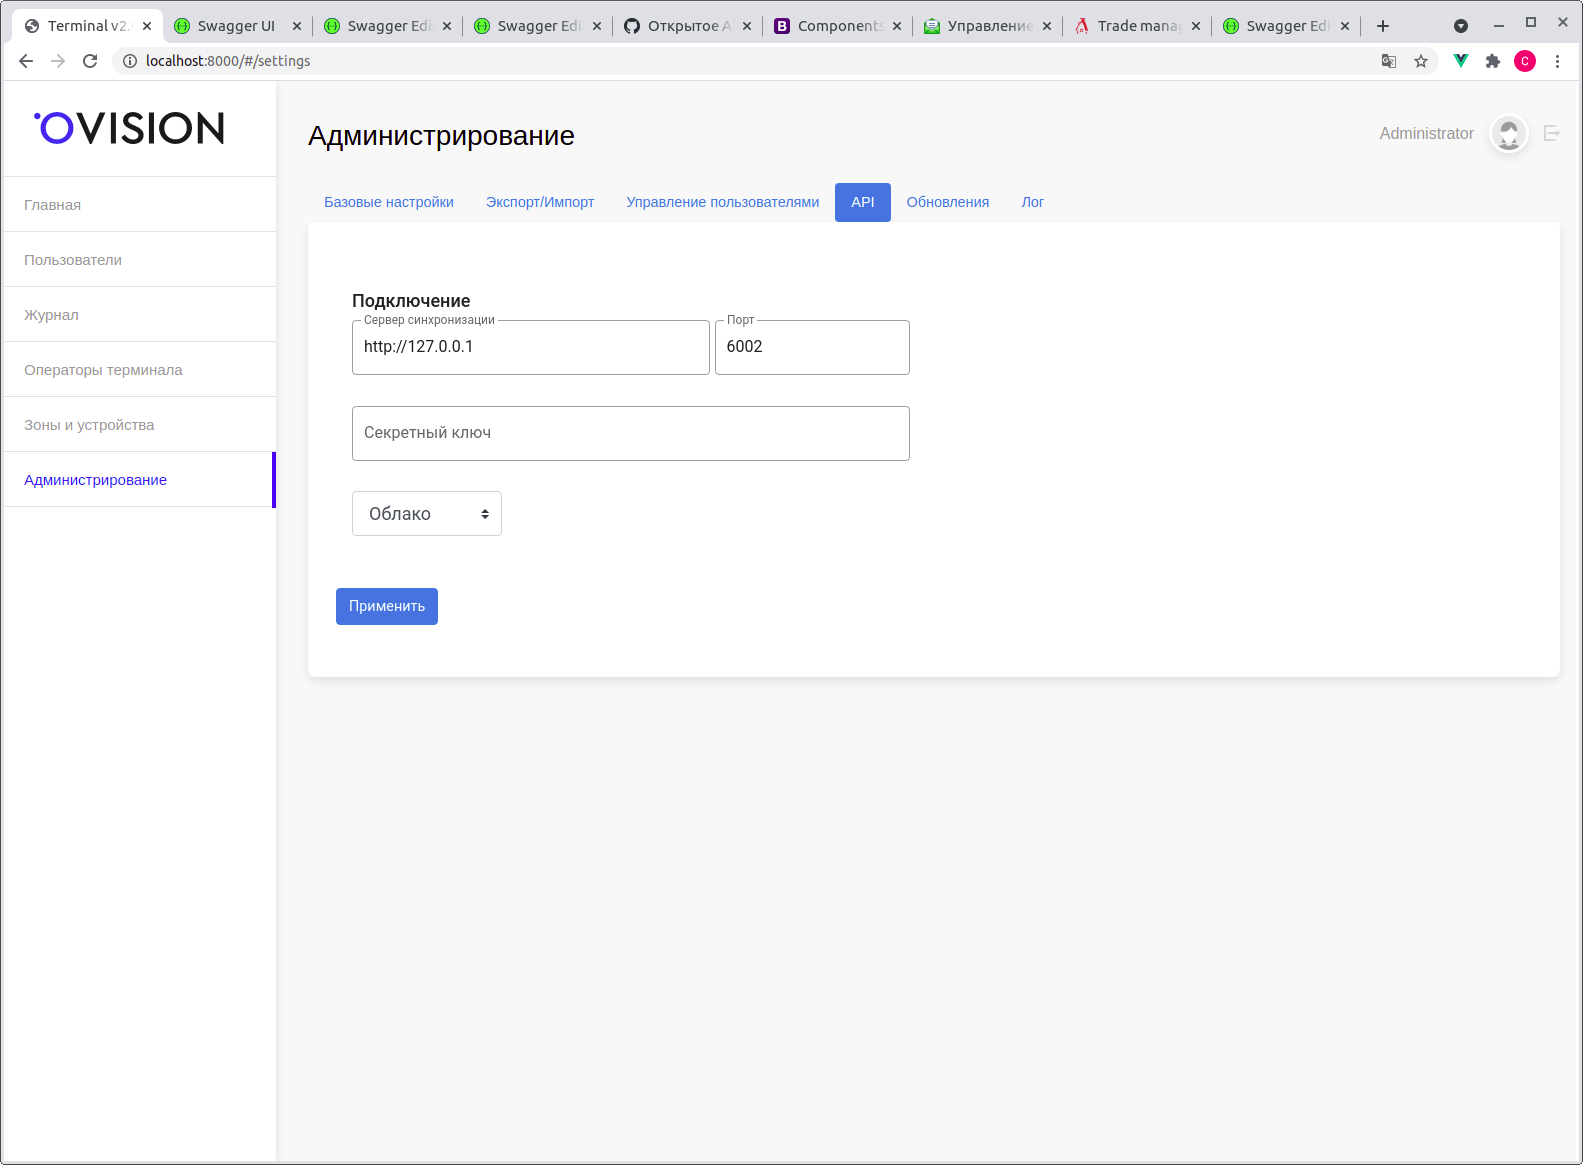 Terminal v2.
Swagger UI
Swagger Edi
Swagger Edi
Открытое A
Components
Управление
Trade manag
Swagger Edi
localhost:8000/#/settings
C
OVISION
Администрирование
Administrator
Главная
Пользователи
Журнал
Операторы терминала
Зоны и устройства
Администрирование
Базовые настройки
Экспорт/Импорт
Управление пользователями
API
Обновления
Лог
Подключение
Сервер синхронизации
Порт
http://127.0.0.1
6002
Секретный ключ
Облако
Применить